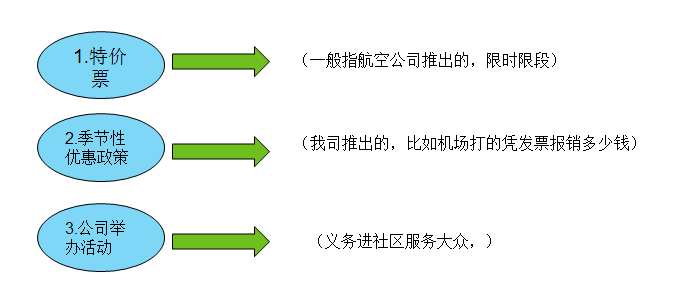 1.特价
票
（一般指航空公司推出的，限时限段）
2.季节性
优惠政策
（我司推出的，比如机场打的凭发票报销多少钱）
3.公司举
办活动
（义务进社区服务大众，）